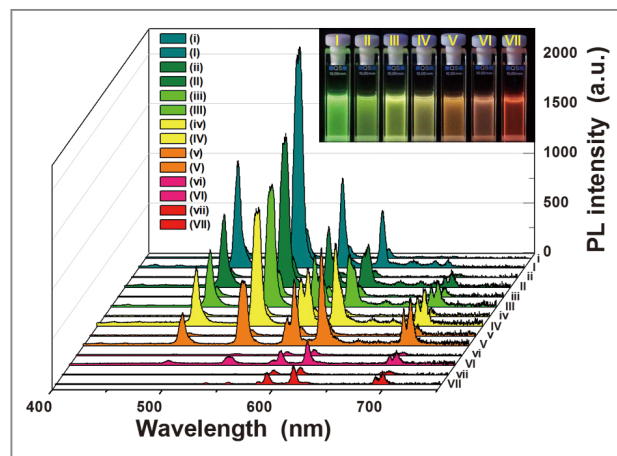 (i)
(I)
(ii)
(II)
(iii)
(III)
(iv)
(IV)
(v)
(V)
(vi)
(VI)
(vii)
(VII)
I II III IV V VI VII
2000
1500
1000
500
0
PL intensity (a.u.)
i
I
ii
II
iii
III
iv
IV
v
V
vi
VI
vii
VII
400 500 600 700
Wavelength (nm)